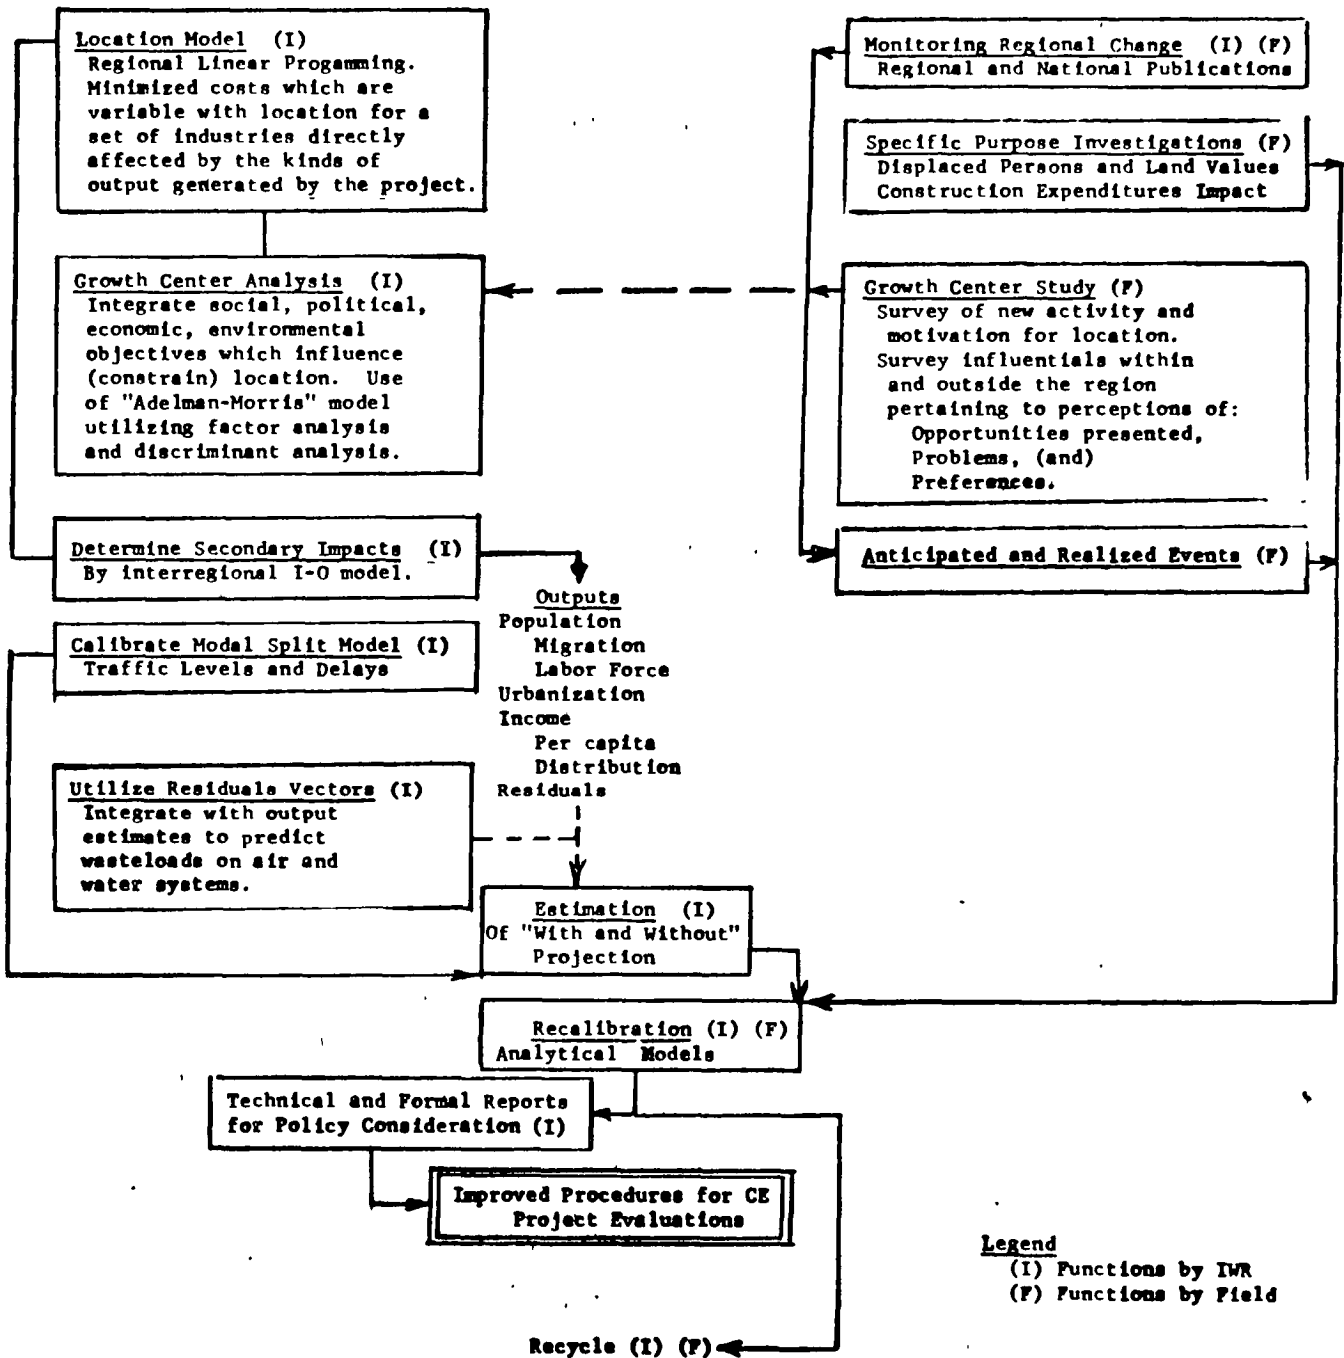 Location Model (I)
Regional Linear Progamming.
Minimized costs which are
variable with location for a
set of industries directly
affected by the kinds of
output generated by the project.
Growth Center Analysis (I)
Integrate social, political,
economic, environmental
objectives which influence
(constrain) location. Use
of "Adelman-Morris" model
utilizing factor analysis
and discriminant analysis.
Determine Secondary Impacts (I)
By interregional I-O model.
Calibrate Modal Split Model (I)
Traffic Levels and Delays
Utilize Residuals Vectors (I)
Integrate with output
estimates to predict
wasteloads on air and
water systems.
Outputs
Population
Migration
Labor Force
Urbanization
Income
Per capita
Distribution
Residuals
Monitoring Regional Change (I) (F)
Regional and National Publications
Specific Purpose Investigations (F)
Displaced Persons and Land Values
Construction Expenditures Impact
Growth Center Study (F)
Survey of new activity and
motivation for location.
Survey influentials within
and outside the region
pertaining to perceptions of:
Opportunities presented,
Problems, (and)
Preferences.
Anticipated and Realized Events (F)
Estimation (I)
Of "With and Without"
Projection
Recalibration (I) (F)
Analytical Models
Technical and Formal Reports
for Policy Consideration (I)
Improved Procedures for CE
Project Evaluations
Recycle (I) (F)
Legend
(I) Functions by IWR
(F) Functions by Field